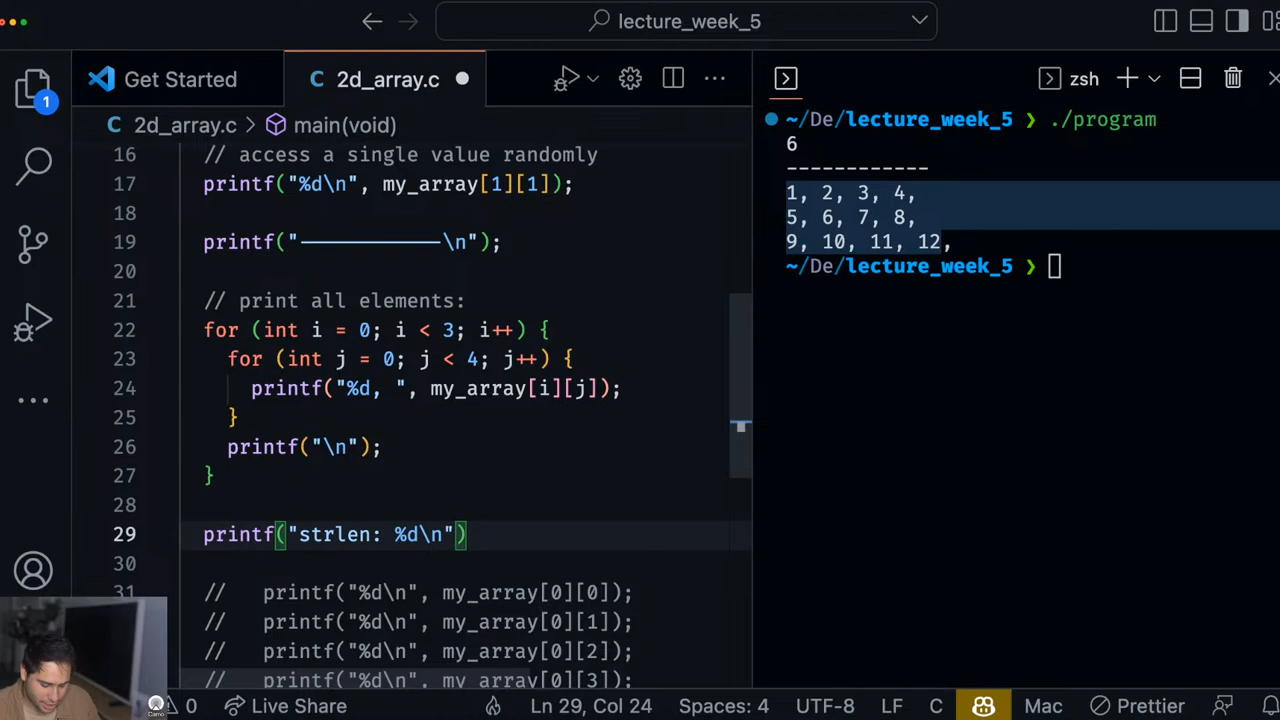 lecture_week_5
Get Started
C 2d_array.c
zsh
C 2d_array.c > main(void)
16 // access a single value randomly
17 printf("%d\n", my_array[1][1]);
18
19 printf("————————————\n");
20
21 // print all elements:
22 for (int i = 0; i < 3; i++) {
23 for (int j = 0; j < 4; j++) {
24 printf("%d, ", my_array[i][j]);
25 }
26 printf("\n");
27 }
28
29 printf("strlen: %d\n")
30
31 // printf("%d\n", my_array[0][0]);
// printf("%d\n", my_array[0][1]);
// printf("%d\n", my_array[0][2]);
// printf("%d\n", my_array[0][3]);
~/De/lecture_week_5 ❯ ./program
6
------------
1, 2, 3, 4,
5, 6, 7, 8,
9, 10, 11, 12,
~/De/lecture_week_5 ❯
1
Camo
0 Live Share Ln 29, Col 24 Spaces: 4 UTF-8 LF C Mac Prettier